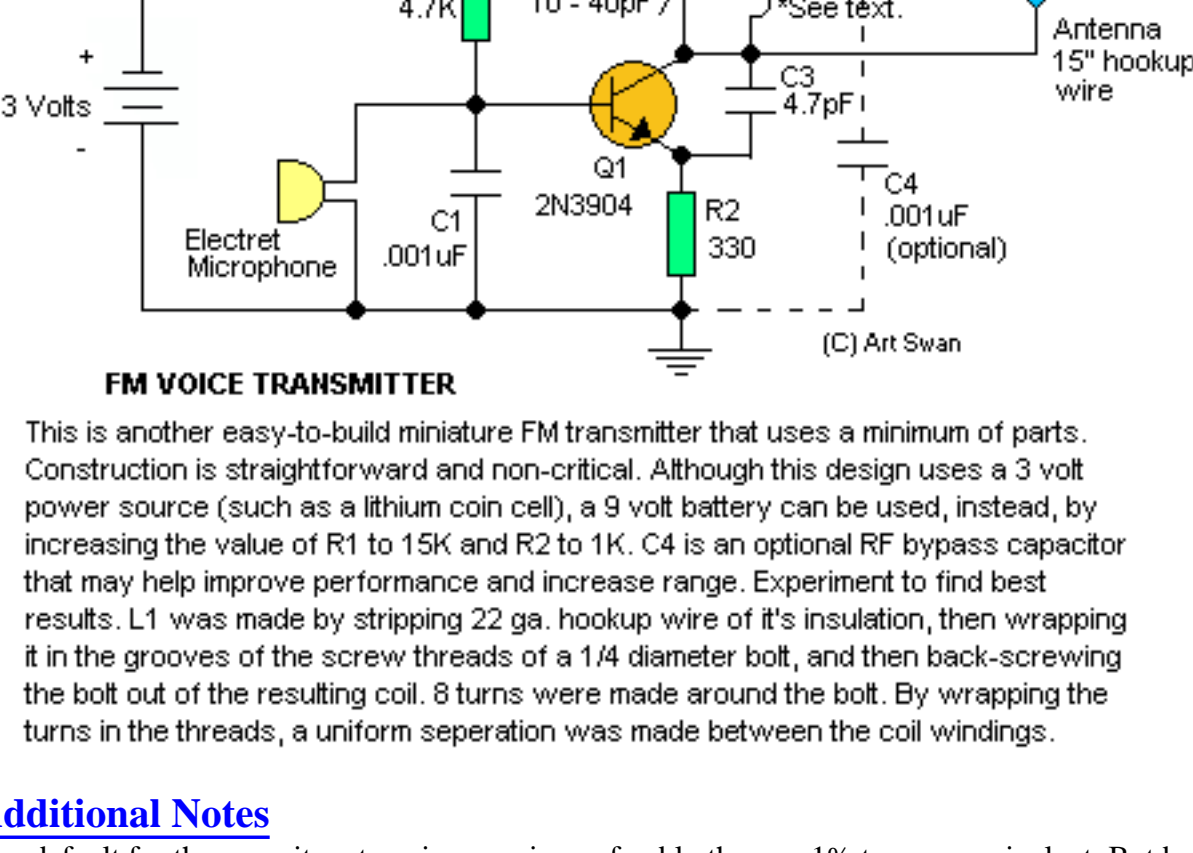 4.7K
10 - 40pF
*See text.
Antenna
15" hookup
wire
+
3 Volts
-
C3
4.7pF
Q1
2N3904
C1
.001uF
Electret
Microphone
R2
330
C4
.001uF
(optional)
(C) Art Swan
FM VOICE TRANSMITTER
This is another easy-to-build miniature FM transmitter that uses a minimum of parts.
Construction is straightforward and non-critical. Although this design uses a 3 volt
power source (such as a lithium coin cell), a 9 volt battery can be used, instead, by
increasing the value of R1 to 15K and R2 to 1K. C4 is an optional RF bypass capacitor
that may help improve performance and increase range. Experiment to find best
results. L1 was made by stripping 22 ga. hookup wire of it's insulation, then wrapping
it in the grooves of the screw threads of a 1/4 diameter bolt, and then back-screwing
the bolt out of the resulting coil. 8 turns were made around the bolt. By wrapping the
turns in the threads, a uniform seperation was made between the coil windings.
dditional Notes